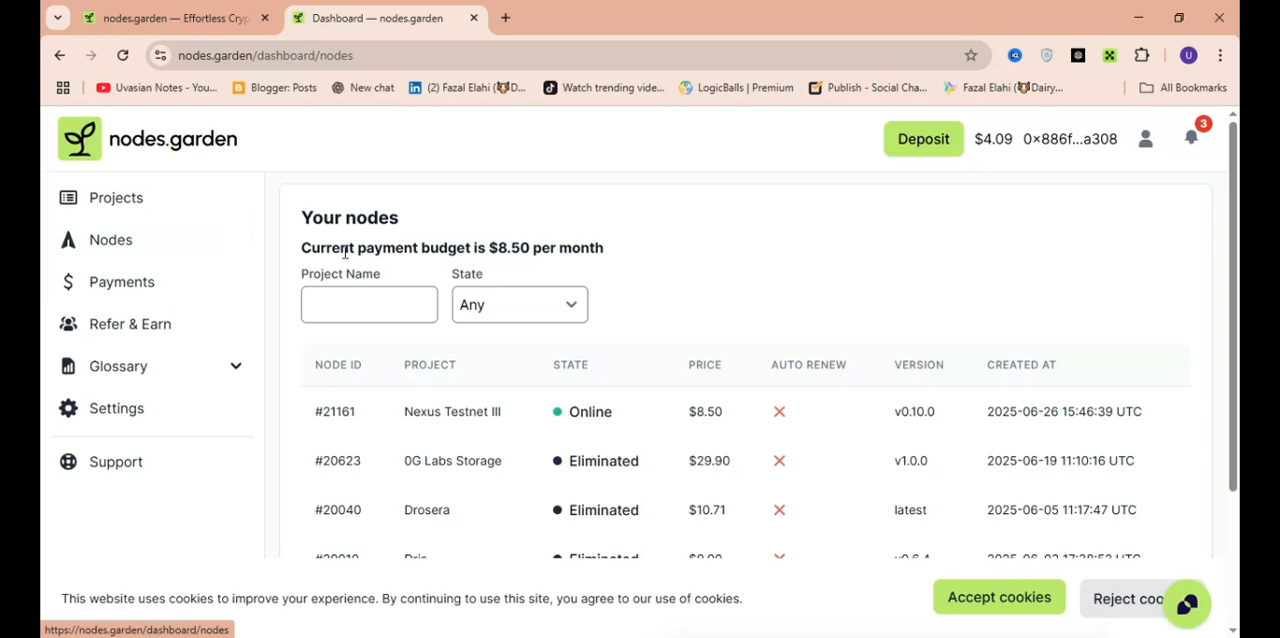 nodes.garden — Effortless Cryp
Dashboard — nodes.garden
nodes.garden/dashboard/nodes
U
Uvasian Notes - You...
Blogger: Posts
New chat
(2) Fazal Elahi (🐯D...
Watch trending vide...
LogicBalls | Premium
Publish - Social Cha...
Fazal Elahi (🐯Dairy...
All Bookmarks
nodes.garden
Deposit
$4.09
0×886f...a308
3
Projects
Nodes
Payments
Refer & Earn
Glossary
Settings
Support
Your nodes
Current payment budget is $8.50 per month
Project Name
State
Any
NODE ID PROJECT STATE PRICE AUTO RENEW VERSION CREATED AT
#21161 Nexus Testnet III Online $8.50 v0.10.0 2025-06-26 15:46:39 UTC
#20623 0G Labs Storage Eliminated $29.90 v1.0.0 2025-06-19 11:10:16 UTC
#20040 Drosera Eliminated $10.71 latest 2025-06-05 11:17:47 UTC
Eliminated
This website uses cookies to improve your experience. By continuing to use this site, you agree to our use of cookies.
Accept cookies
Reject coo
https://nodes.garden/dashboard/nodes